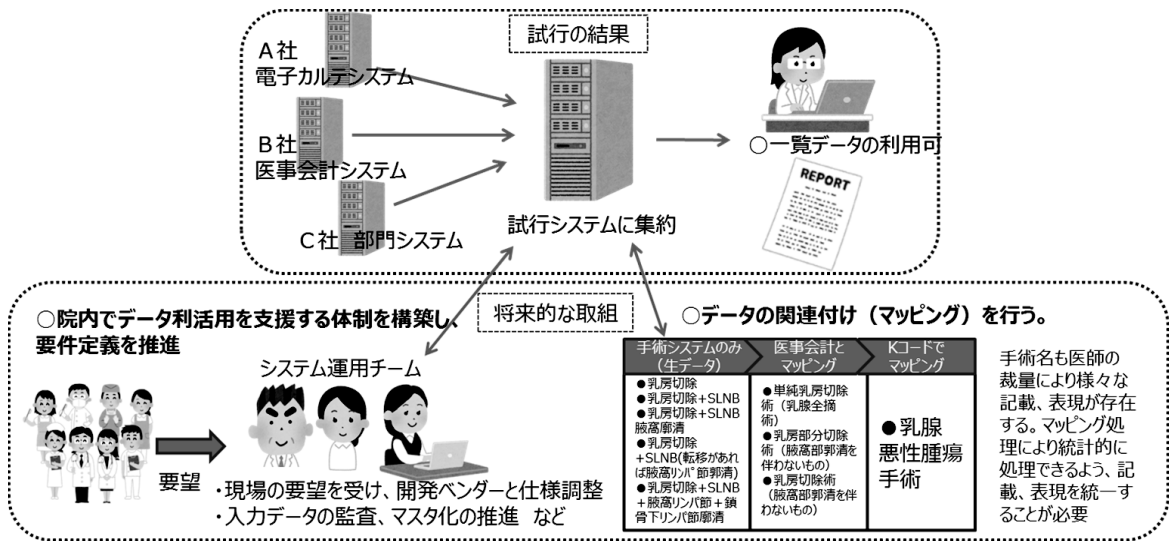 試行の結果
A社
電子カルテシステム
B社
医事会計システム
C社 部門システム
試行システムに集約
○一覧データの利用可
REPORT
将来的な取組
○院内でデータ利活用を支援する体制を構築し、
要件定義を推進
システム運用チーム
要望
・現場の要望を受け、開発ベンダーと仕様調整
・入力データの監査、マスタ化の推進 など
○データの関連付け（マッピング）を行う。
手術システムのみ
（生データ）
医事会計と
マッピング
Kコードで
マッピング
●乳房切除
●乳房切除+SLNB
●乳房切除+SLNB
腋窩廓清
●乳房切除
+SLNB(転移があれ
ば腋窩リンパ節郭清)
●乳房切除+SLNB
＋腋窩リンパ節＋鎖
骨下リンパ節廓清
●単純乳房切除
術（乳腺全摘
術）
●乳房部分切除
術（腋窩部郭清を
伴わないもの）
●乳房切除術
（腋窩部郭清を伴
わないもの）
●乳腺
悪性腫瘍
手術
手術名も医師の
裁量により様々な
記載、表現が存在
する。マッピング処
理により統計的に
処理できるよう、記
載、表現を統一す
ることが必要